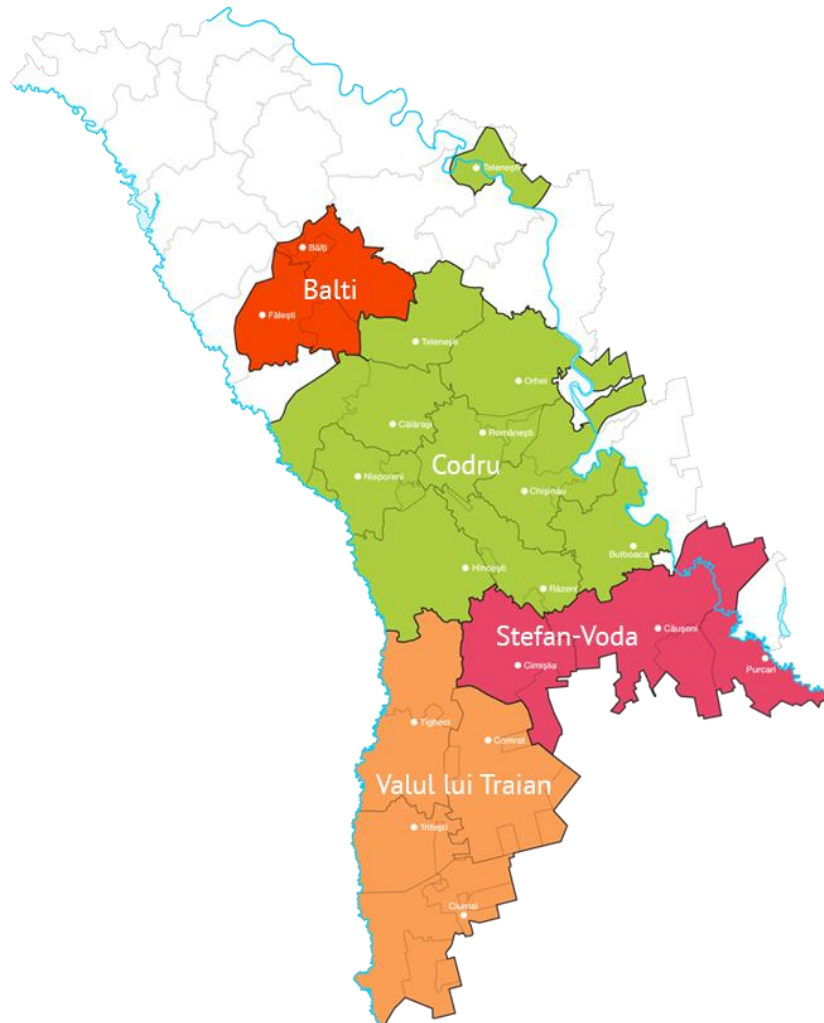 Telenești
Bălți
Balti
Fălești
Telenești
Orhei
Călărași
Românești
Codru
Nisporeni
Chișinău
Bulboaca
Hîncești
Răzeni
Stefan-Voda
Căușeni
Cimișlia
Purcari
Tigheci
Comrat
Valul lui Traian
Trifești
Ciumai